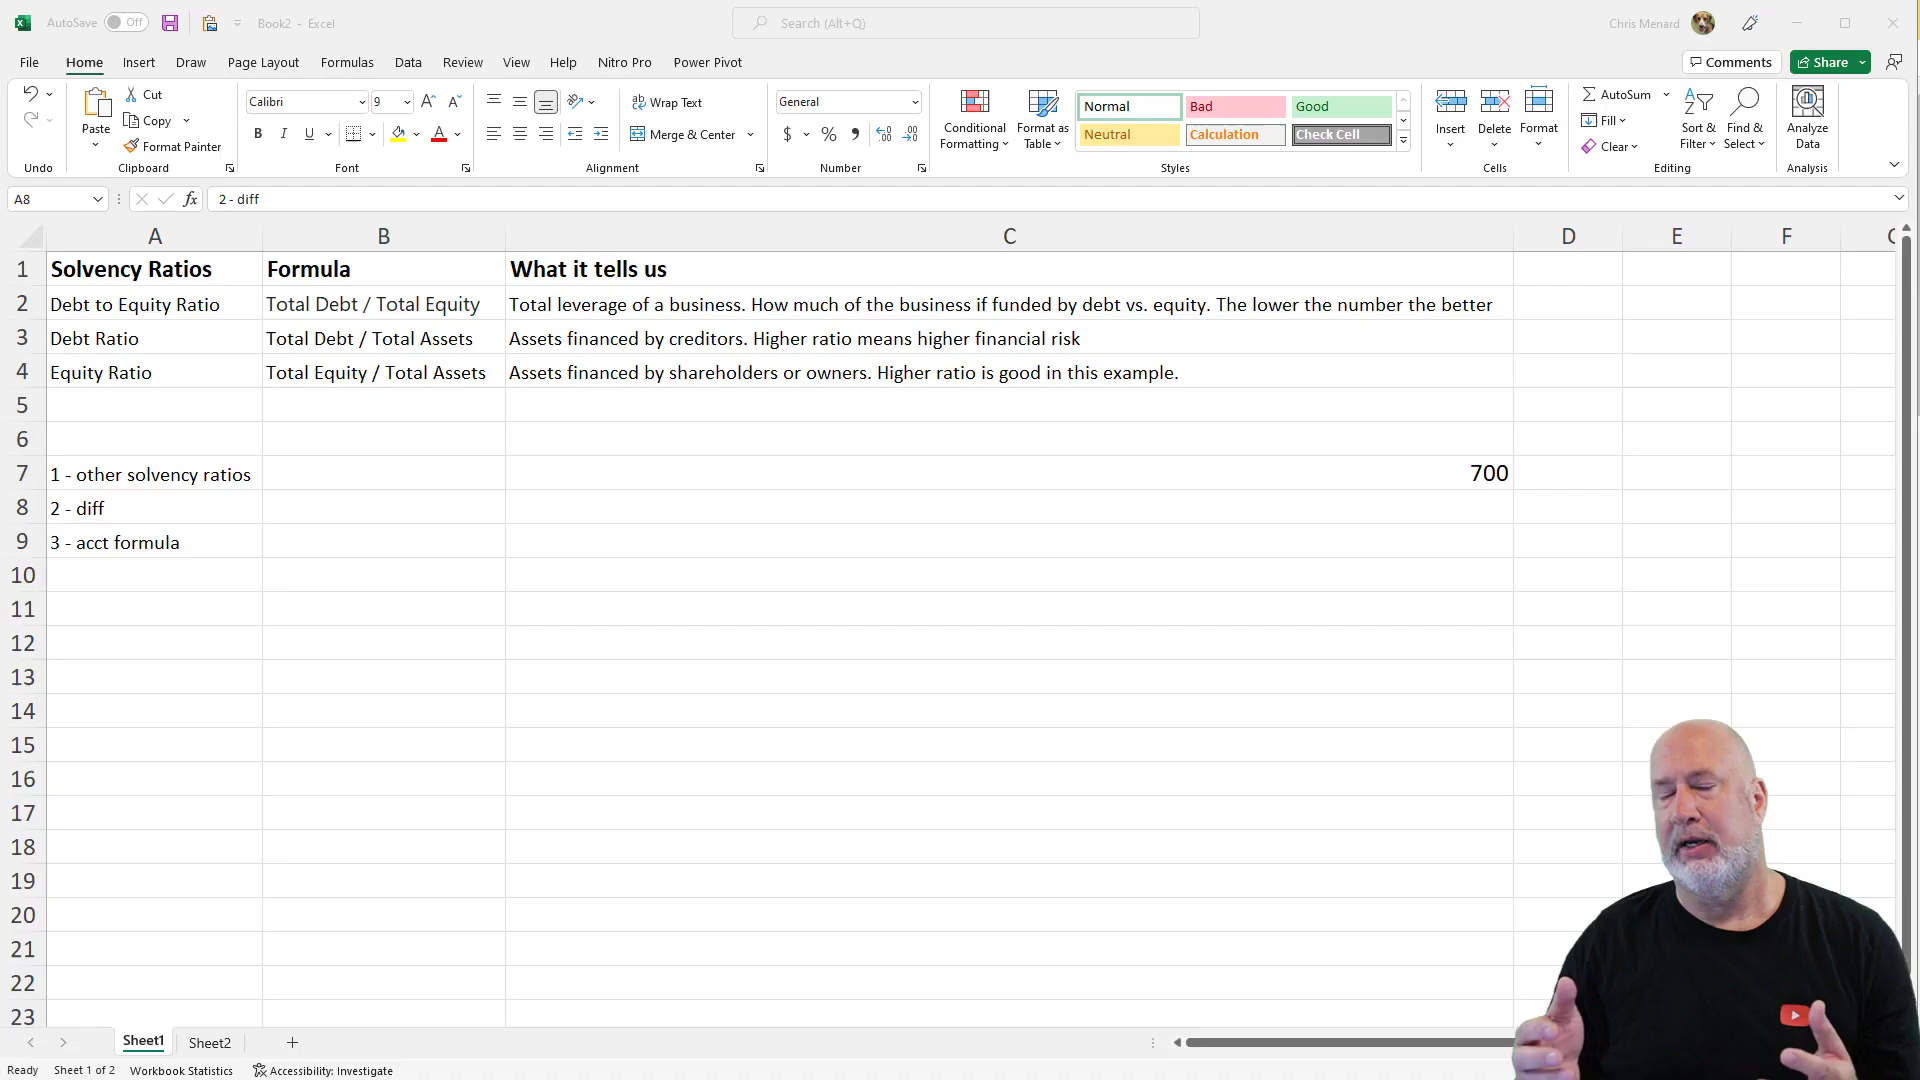 AutoSave Off Book2 - Excel Search (Alt+Q) Chris Menard
File Home Insert Draw Page Layout Formulas Data Review View Help Nitro Pro Power Pivot Comments Share
Paste Cut Copy Format Painter
Calibri 9
B I U
Wrap Text
Merge & Center
General
$ %
Conditional Formatting
Format as Table
Normal Bad Good
Neutral Calculation Check Cell
Insert Delete Format
AutoSum
Fill
Clear
Sort & Filter
Find & Select
Analyze Data
Undo Clipboard Font Alignment Number Styles Cells Editing Analysis
A8 fx 2 - diff
A B C D E F
1 Solvency Ratios Formula What it tells us
2 Debt to Equity Ratio Total Debt / Total Equity Total leverage of a business. How much of the business if funded by debt vs. equity. The lower the number the better
3 Debt Ratio Total Debt / Total Assets Assets financed by creditors. Higher ratio means higher financial risk
4 Equity Ratio Total Equity / Total Assets Assets financed by shareholders or owners. Higher ratio is good in this example.
5
6
7 1 - other solvency ratios 700
8 2 - diff
9 3 - acct formula
10
11
12
13
14
15
16
17
18
19
20
21
22
23
Sheet1 Sheet2
Ready Sheet 1 of 2 Workbook Statistics Accessibility: Investigate